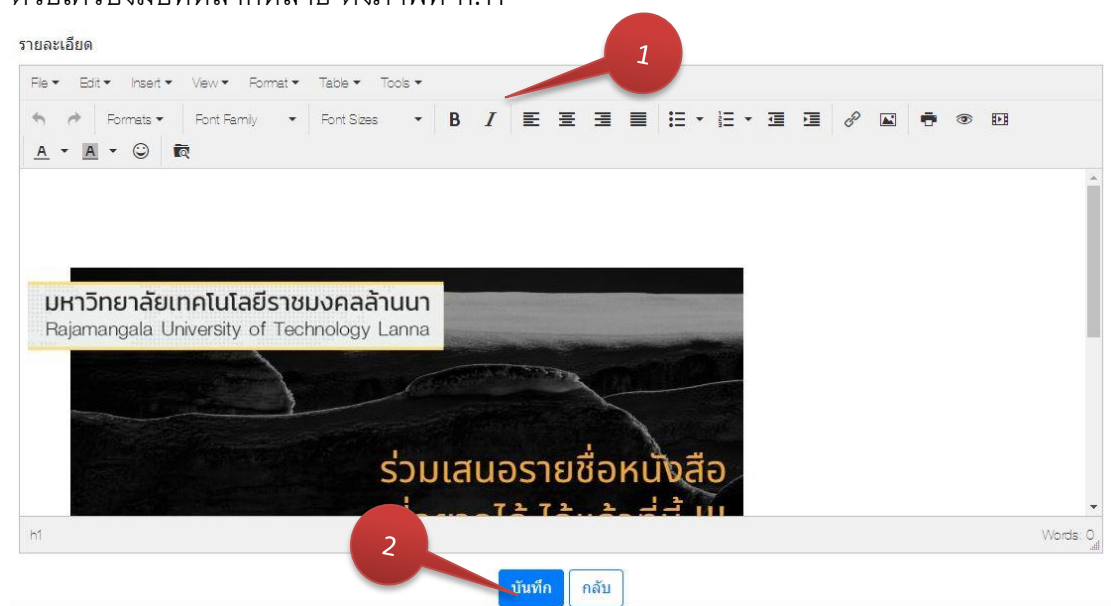 รายละเอียด
1
File Edit Insert View Format Table Tools
Formats Font Family Font Sizes B I
A A
มหาวิทยาลัยเทคโนโลยีราชมงคลล้านนา
Rajamangala University of Technology Lanna
ร่วมเสนอรายชื่อหนังสือ
h1 Words: 0
2
บันทึก กลับ